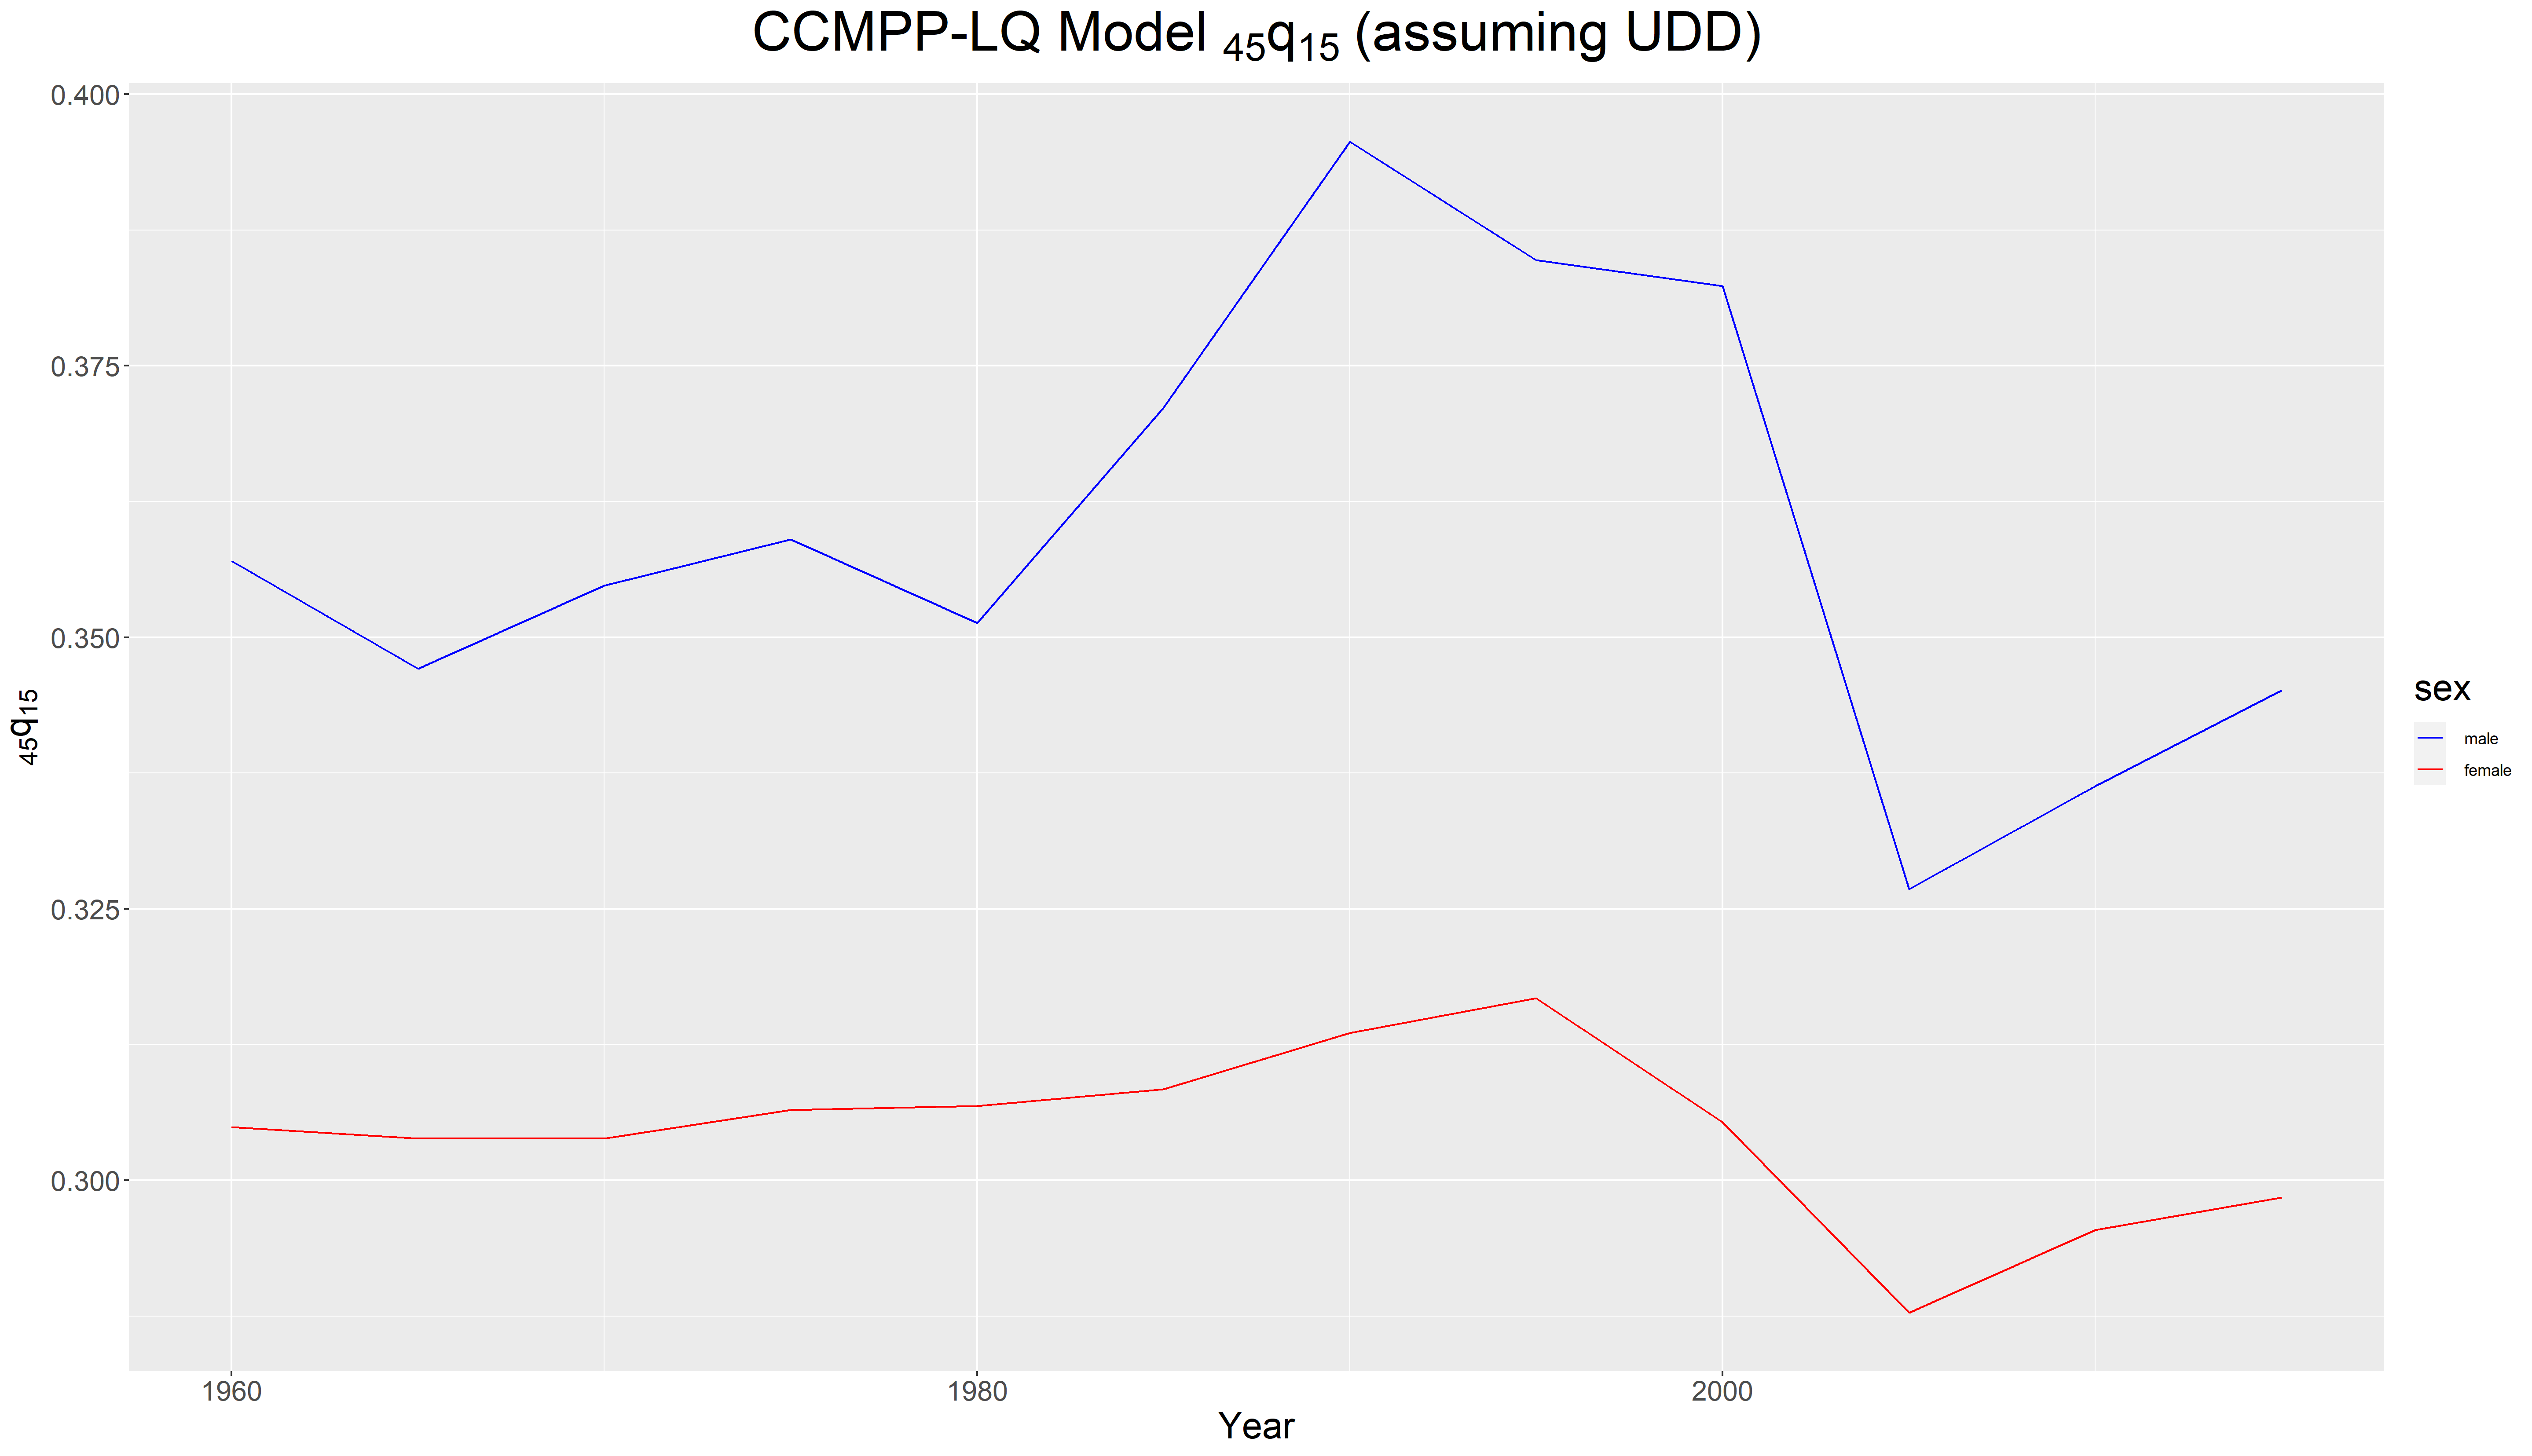 CCMPP-LQ Model ₄₅q₁₅ (assuming UDD)
0.400
0.375
0.350
0.325
0.300
₄₅q₁₅
1960
1980
2000
Year
sex
male
female